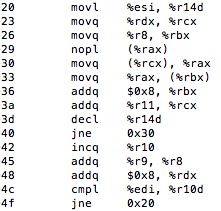 20 movl %esi, %r14d
23 movq %rdx, %rcx
26 movq %r8, %rbx
29 nopl (%rax)
30 movq (%rcx), %rax
33 movq %rax, (%rbx)
36 addq $0x8, %rbx
3a addq %r11, %rcx
3d decl %r14d
40 jne 0x30
42 incq %r10
45 addq %r9, %r8
48 addq $0x8, %rdx
4c cmpl %edi, %r10d
4f jne 0x20